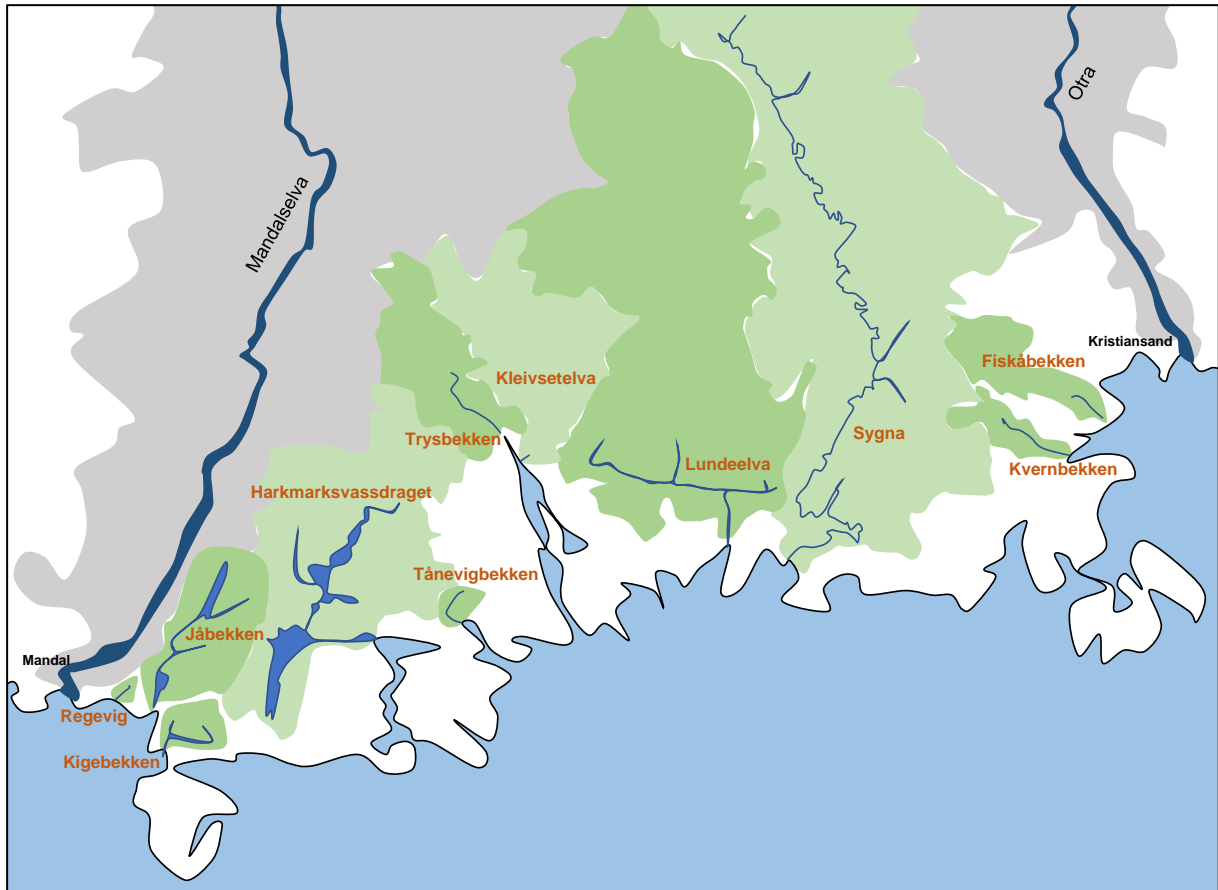 Otra
Mandalselva
Kristiansand
Fiskåbekken
Kleivsetelva
Trysbekken
Sygna
Lundeelva
Kvernbekken
Harkmarksvassdraget
Tånevigbekken
Jåbekken
Mandal
Regevig
Kigebekken